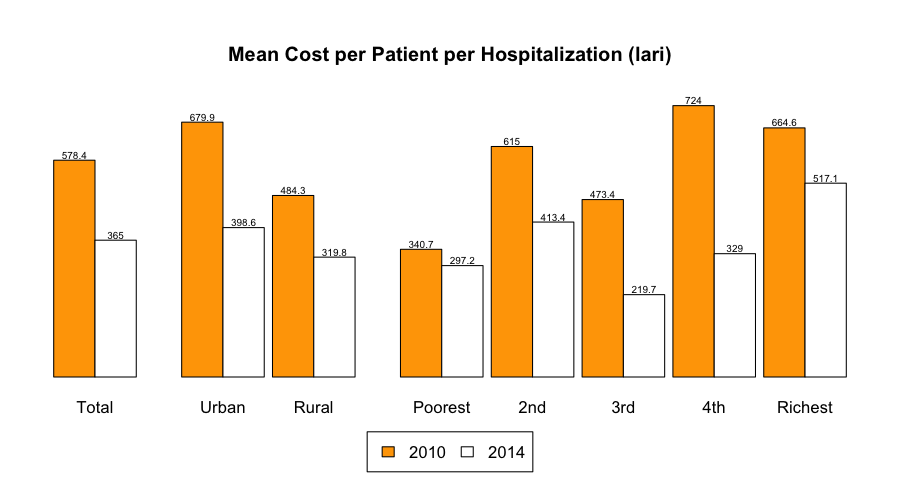 Mean Cost per Patient per Hospitalization (lari)
578.4
365
679.9
398.6
484.3
319.8
340.7
297.2
615
413.4
473.4
219.7
724
329
664.6
517.1
Total
Urban
Rural
Poorest
2nd
3rd
4th
Richest
2010
2014